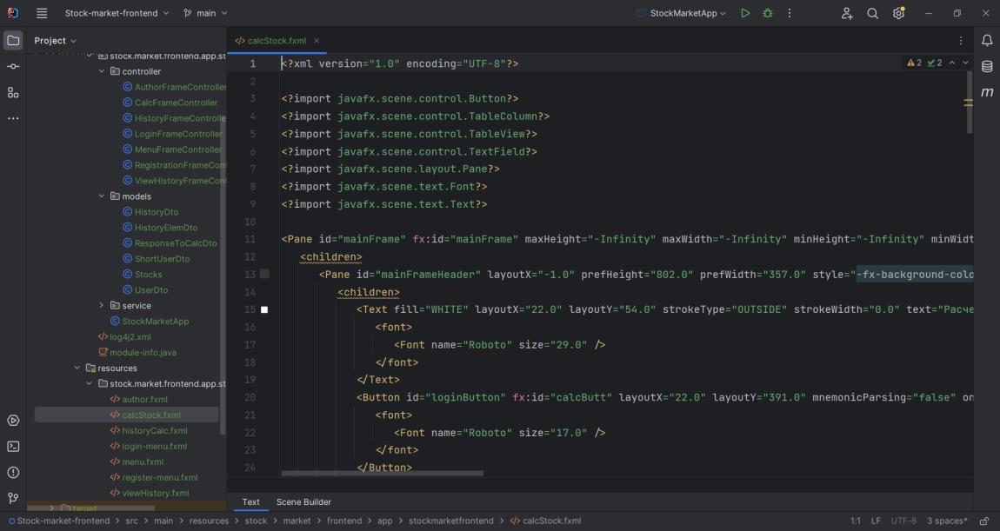 Stock-market-frontend main StockMarketApp
Project
calcStock.fxml
stock.market.frontend.app.st
controller
AuthorFrameController
CalcFrameController
HistoryFrameControlle
LoginFrameController
MenuFrameController
RegistrationFrameCont
ViewHistoryFrameCont
models
HistoryDto
HistoryElemDto
ResponseToCalcDto
ShortUserDto
Stocks
UserDto
service
StockMarketApp
log4j2.xml
module-info.java
resources
stock.market.frontend.app.st
author.fxml
calcStock.fxml
historyCalc.fxml
login-menu.fxml
menu.fxml
register-menu.fxml
viewHistory.fxml
target
1 <?xml version="1.0" encoding="UTF-8"?>
2
3 <?import javafx.scene.control.Button?>
4 <?import javafx.scene.control.TableColumn?>
5 <?import javafx.scene.control.TableView?>
6 <?import javafx.scene.control.TextField?>
7 <?import javafx.scene.layout.Pane?>
8 <?import javafx.scene.text.Font?>
9 <?import javafx.scene.text.Text?>
10
11 <Pane id="mainFrame" fx:id="mainFrame" maxHeight="-Infinity" maxWidth="-Infinity" minHeight="-Infinity" minWidt
12 <children>
13 <Pane id="mainFrameHeader" layoutX="-1.0" prefHeight="802.0" prefWidth="357.0" style="-fx-background-colo
14 <children>
15 <Text fill="WHITE" layoutX="22.0" layoutY="54.0" strokeType="OUTSIDE" strokeWidth="0.0" text="Расче
16 <font>
17 <Font name="Roboto" size="29.0" />
18 </font>
19 </Text>
20 <Button id="loginButton" fx:id="calcButt" layoutX="22.0" layoutY="391.0" mnemonicParsing="false" on
21 <font>
22 <Font name="Roboto" size="17.0" />
23 </font>
24 </Button>
2 2
m
Text Scene Builder
Stock-market-frontend > src > main > resources > stock > market > frontend > app > stockmarketfrontend > calcStock.fxml
1:1 LF UTF-8 3 spaces*